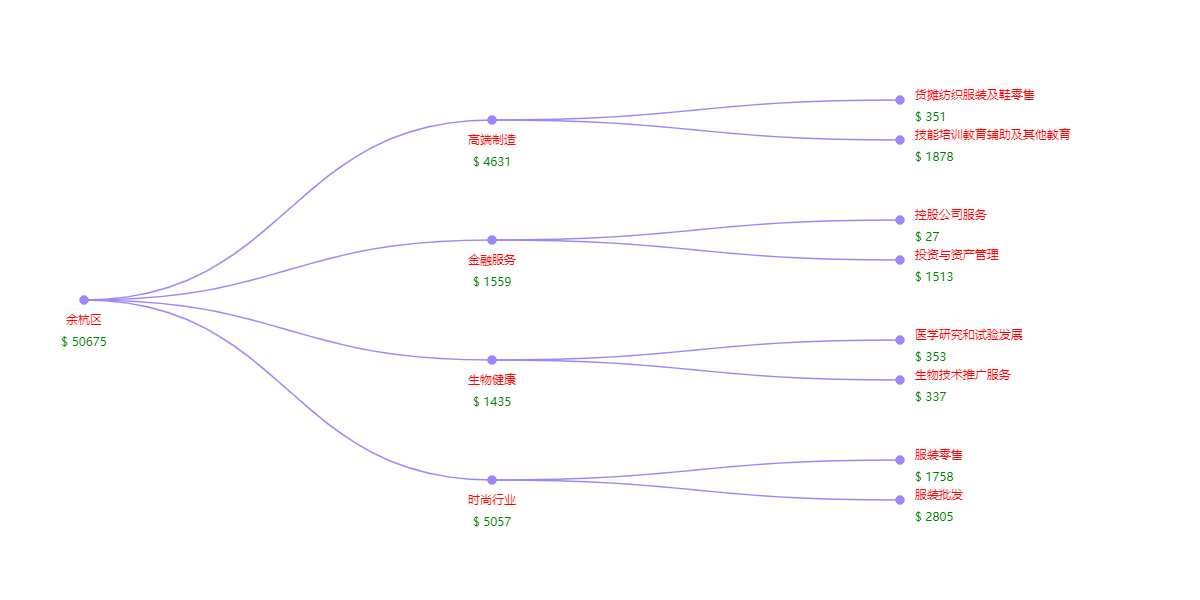 余杭区
$ 50675
高端制造
$ 4631
货摊纺织服装及鞋零售
$ 351
技能培训教育辅助及其他教育
$ 1878
金融服务
$ 1559
控股公司服务
$ 27
投资与资产管理
$ 1513
生物健康
$ 1435
医学研究和试验发展
$ 353
生物技术推广服务
$ 337
时尚行业
$ 5057
服装零售
$ 1758
服装批发
$ 2805